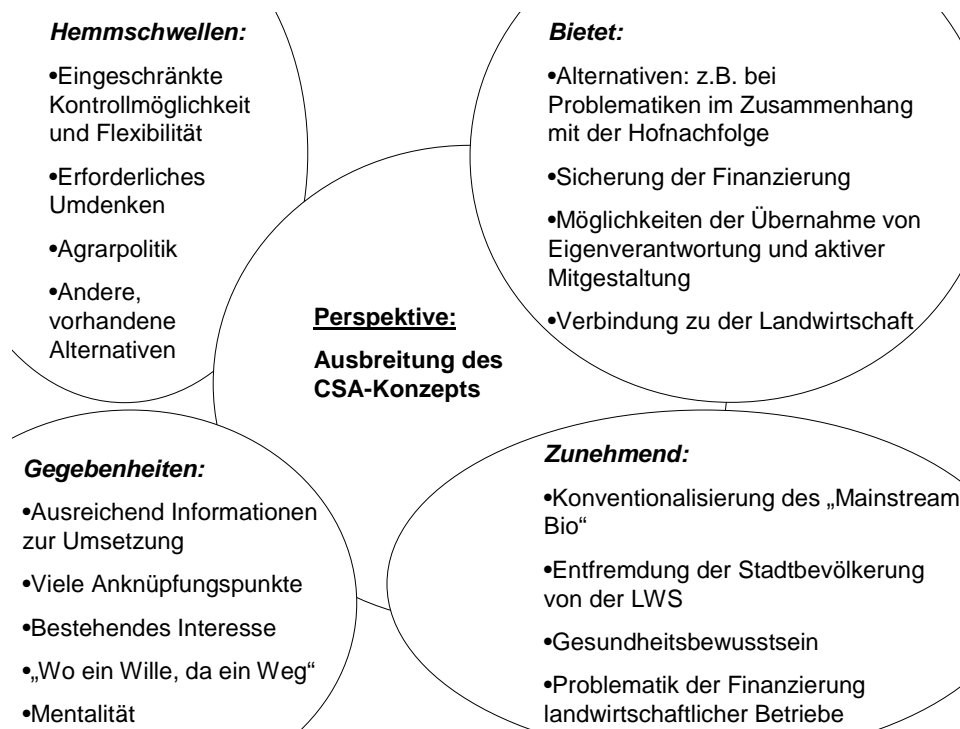 Hemmschwellen:
•Eingeschränkte
Kontrollmöglichkeit
und Flexibilität
•Erforderliches
Umdenken
•Agrarpolitik
•Andere,
vorhandene
Alternativen
Bietet:
•Alternativen: z.B. bei
Problematiken im Zusammenhang
mit der Hofnachfolge
•Sicherung der Finanzierung
•Möglichkeiten der Übernahme von
Eigenverantwortung und aktiver
Mitgestaltung
•Verbindung zu der Landwirtschaft
Perspektive:
Ausbreitung des
CSA-Konzepts
Gegebenheiten:
•Ausreichend Informationen
zur Umsetzung
•Viele Anknüpfungspunkte
•Bestehendes Interesse
•„Wo ein Wille, da ein Weg“
•Mentalität
Zunehmend:
•Konventionalisierung des „Mainstream
Bio“
•Entfremdung der Stadtbevölkerung
von der LWS
•Gesundheitsbewusstsein
•Problematik der Finanzierung
landwirtschaftlicher Betriebe